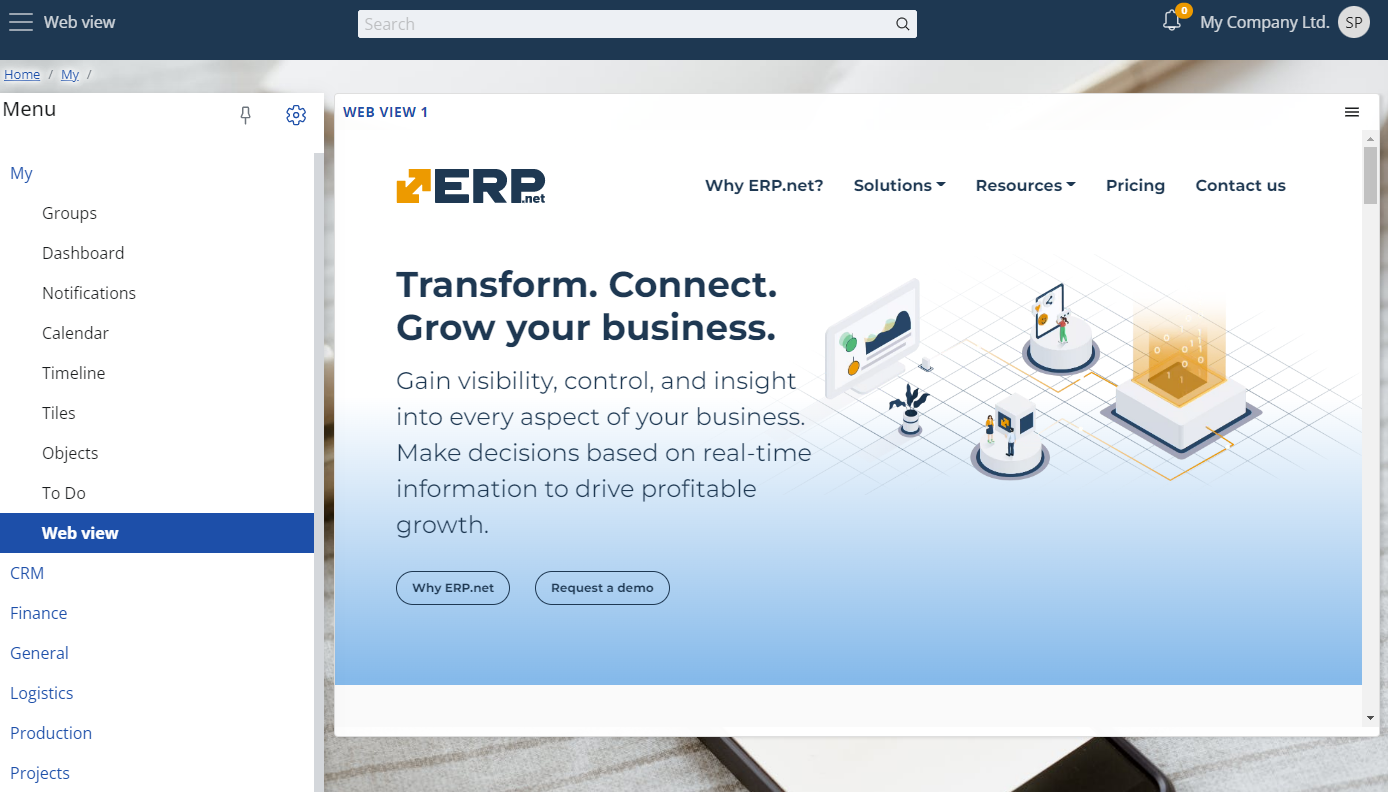 Web view
Search
0
My Company Ltd.
SP
Home / My /
Menu
My
Groups
Dashboard
Notifications
Calendar
Timeline
Tiles
Objects
To Do
Web view
CRM
Finance
General
Logistics
Production
Projects
WEB VIEW 1
ERP.net
Why ERP.net? Solutions Resources Pricing Contact us
Transform. Connect.
Grow your business.
Gain visibility, control, and insight
into every aspect of your business.
Make decisions based on real-time
information to drive profitable
growth.
Why ERP.net Request a demo